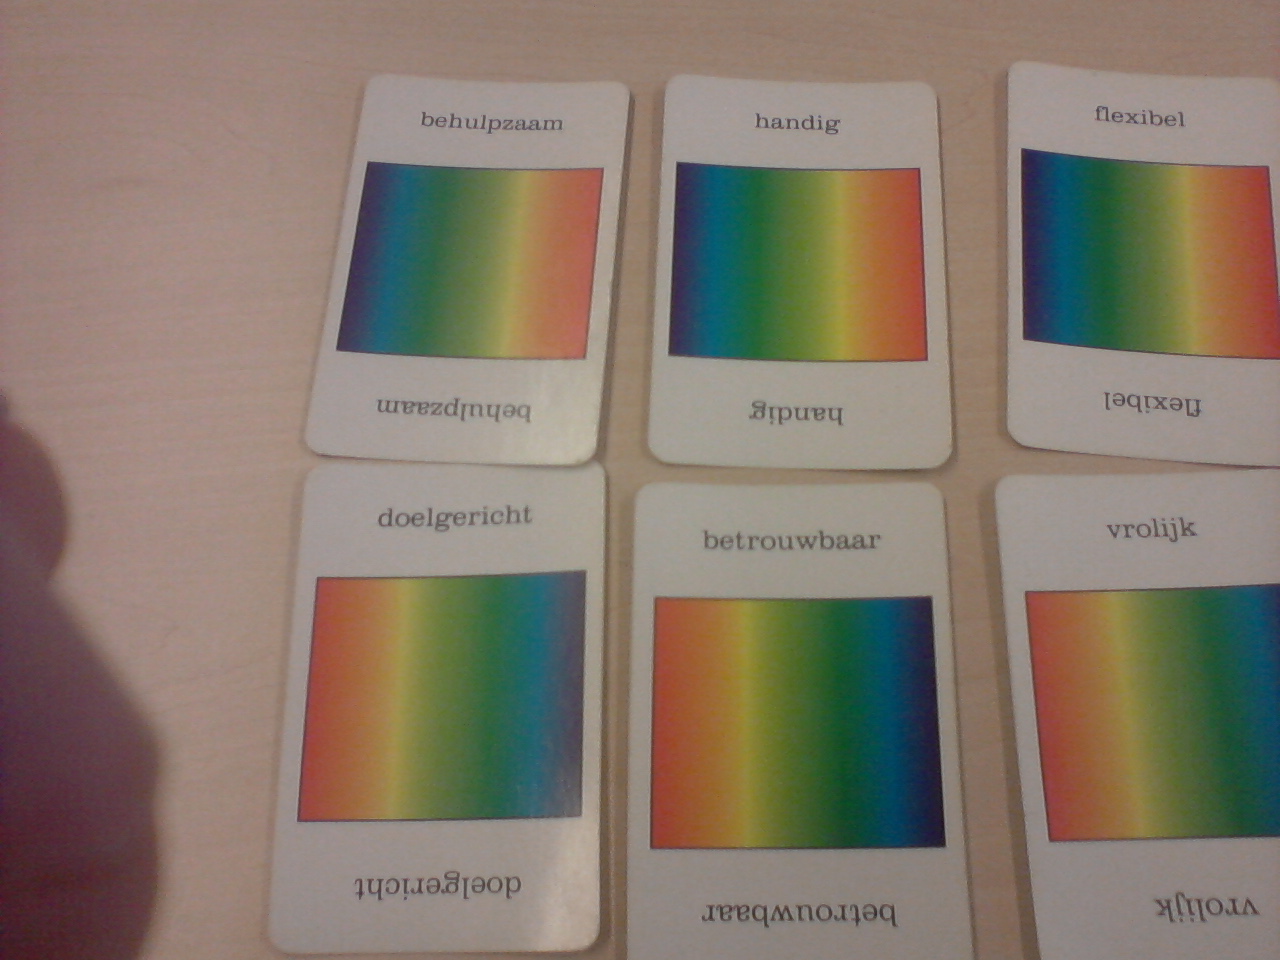 behulpzaam
handig
flexibel
behulpzaam
handig
flexibel
doelgericht
betrouwbaar
vrolijk
doelgericht
betrouwbaar
vrolijk